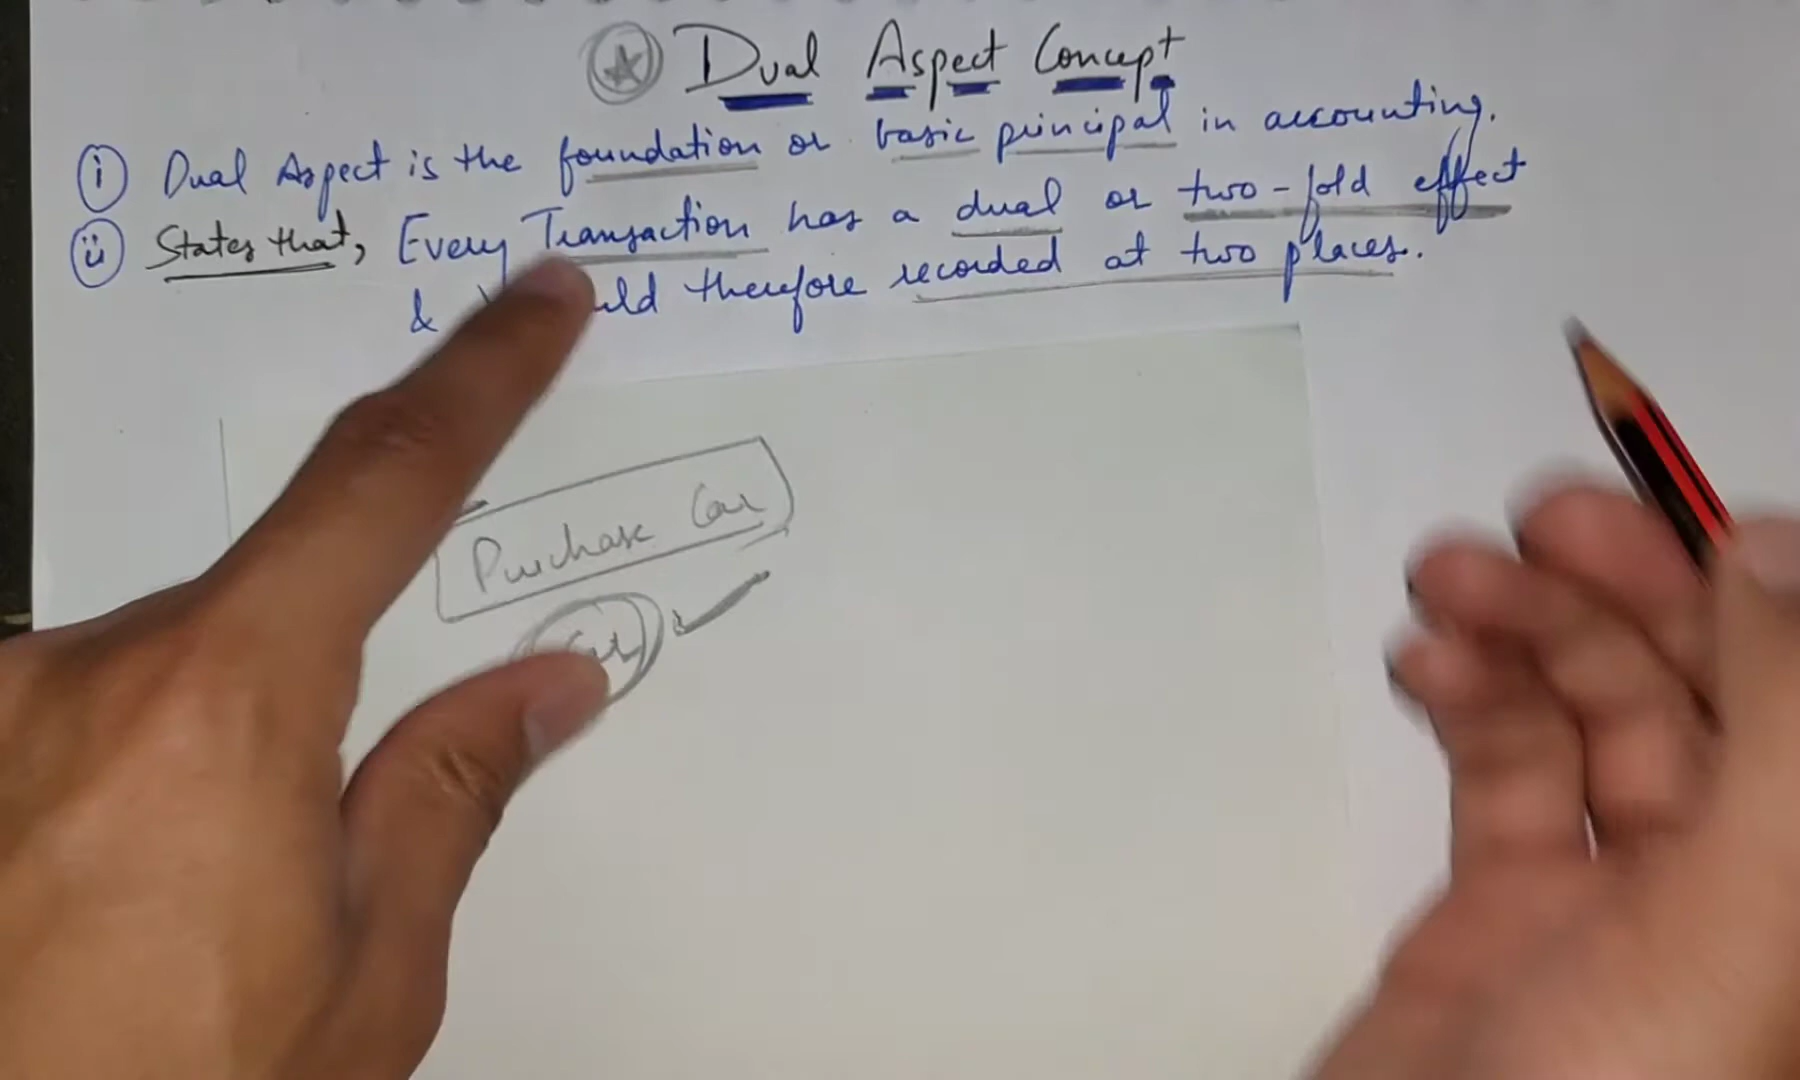 Dual Aspect Concept
i Dual Aspect is the foundation or basic principal in accounting.
ii States that, Every Transaction has a dual or two-fold effect
& therefore recorded at two places.
Purchase Car